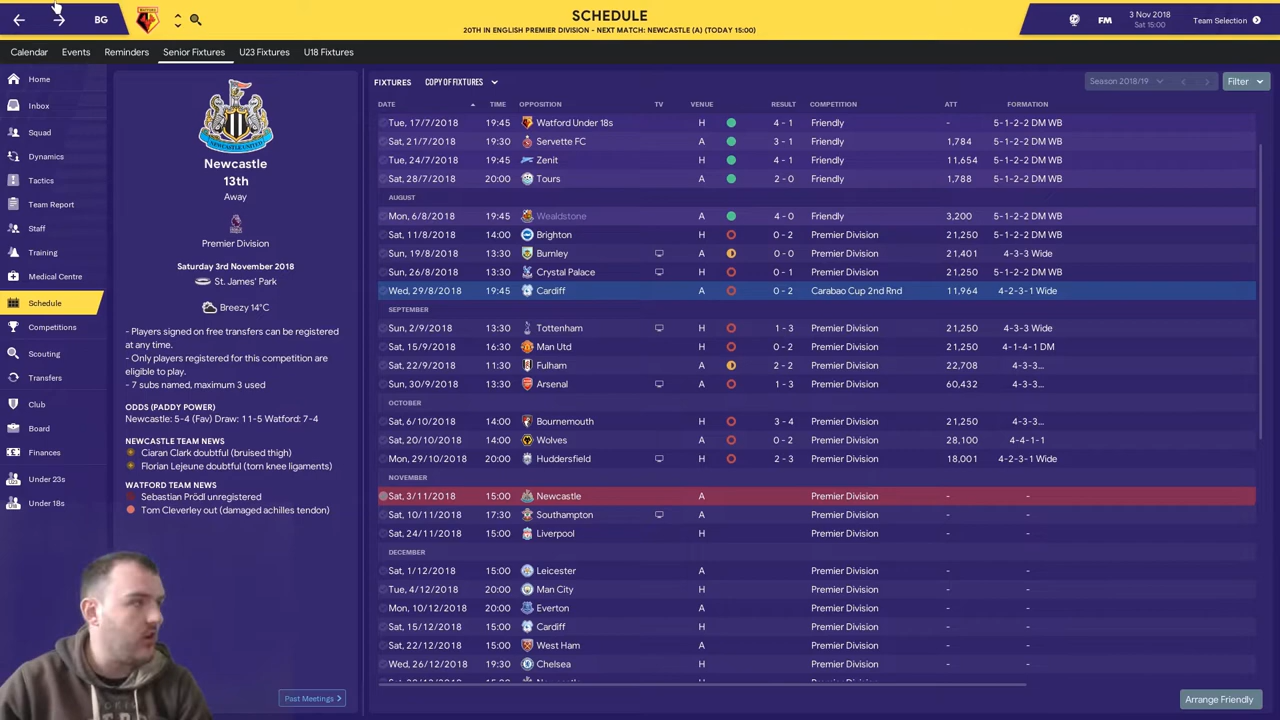 BG
SCHEDULE
20TH IN ENGLISH PREMIER DIVISION - NEXT MATCH: NEWCASTLE (A) (TODAY 15:00)
FM
3 Nov 2018
Sat 15:00
Team Selection
Calendar Events Reminders Senior Fixtures U23 Fixtures U18 Fixtures
Home
Inbox
Squad
Dynamics
Tactics
Team Report
Staff
Training
Medical Centre
Schedule
Competitions
Scouting
Transfers
Club
Board
Finances
Under 23s
Under 18s
Newcastle
13th
Away
Premier Division
Saturday 3rd November 2018
St. James' Park
Breezy 14°C
- Players signed on free transfers can be registered
at any time.
- Only players registered for this competition are
eligible to play.
- 7 subs named, maximum 3 used
ODDS (PADDY POWER)
Newcastle: 5-4 (Fav) Draw: 11-5 Watford: 7-4
NEWCASTLE TEAM NEWS
Ciaran Clark doubtful (bruised thigh)
Florian Lejeune doubtful (torn knee ligaments)
WATFORD TEAM NEWS
Sebastian Prödl unregistered
Tom Cleverley out (damaged achilles tendon)
Past Meetings
FIXTURES COPY OF FIXTURES Season 2018/19 Filter
DATE TIME OPPOSITION TV VENUE RESULT COMPETITION ATT FORMATION
Tue, 17/7/2018 19:45 Watford Under 18s H 4 - 1 Friendly - 5-1-2-2 DM WB
Sat, 21/7/2018 19:30 Servette FC A 3 - 1 Friendly 1,784 5-1-2-2 DM WB
Tue, 24/7/2018 19:45 Zenit H 4 - 1 Friendly 11,654 5-1-2-2 DM WB
Sat, 28/7/2018 20:00 Tours A 2 - 0 Friendly 1,788 5-1-2-2 DM WB
AUGUST
Mon, 6/8/2018 19:45 Wealdstone A 4 - 0 Friendly 3,200 5-1-2-2 DM WB
Sat, 11/8/2018 14:00 Brighton H 0 - 2 Premier Division 21,250 5-1-2-2 DM WB
Sun, 19/8/2018 13:30 Burnley A 0 - 0 Premier Division 21,401 4-3-3 Wide
Sun, 26/8/2018 13:30 Crystal Palace H 0 - 1 Premier Division 21,250 5-1-2-2 DM WB
Wed, 29/8/2018 19:45 Cardiff A 0 - 2 Carabao Cup 2nd Rnd 11,964 4-2-3-1 Wide
SEPTEMBER
Sun, 2/9/2018 13:30 Tottenham H 1 - 3 Premier Division 21,250 4-3-3 Wide
Sat, 15/9/2018 16:30 Man Utd H 0 - 2 Premier Division 21,250 4-1-4-1 DM
Sat, 22/9/2018 11:30 Fulham A 2 - 2 Premier Division 22,708 4-3-3...
Sun, 30/9/2018 13:30 Arsenal A 1 - 3 Premier Division 60,432 4-3-3...
OCTOBER
Sat, 6/10/2018 14:00 Bournemouth H 3 - 4 Premier Division 21,250 4-3-3...
Sat, 20/10/2018 14:00 Wolves A 0 - 2 Premier Division 28,100 4-4-1-1
Mon, 29/10/2018 20:00 Huddersfield H 2 - 3 Premier Division 18,001 4-2-3-1 Wide
NOVEMBER
Sat, 3/11/2018 15:00 Newcastle A Premier Division - -
Sat, 10/11/2018 17:30 Southampton A Premier Division - -
Sat, 24/11/2018 15:00 Liverpool H Premier Division - -
DECEMBER
Sat, 1/12/2018 15:00 Leicester A Premier Division - -
Tue, 4/12/2018 20:00 Man City H Premier Division - -
Mon, 10/12/2018 20:00 Everton A Premier Division - -
Sat, 15/12/2018 15:00 Cardiff H Premier Division - -
Sat, 22/12/2018 15:00 West Ham A Premier Division - -
Wed, 26/12/2018 19:30 Chelsea H Premier Division - -
Arrange Friendly